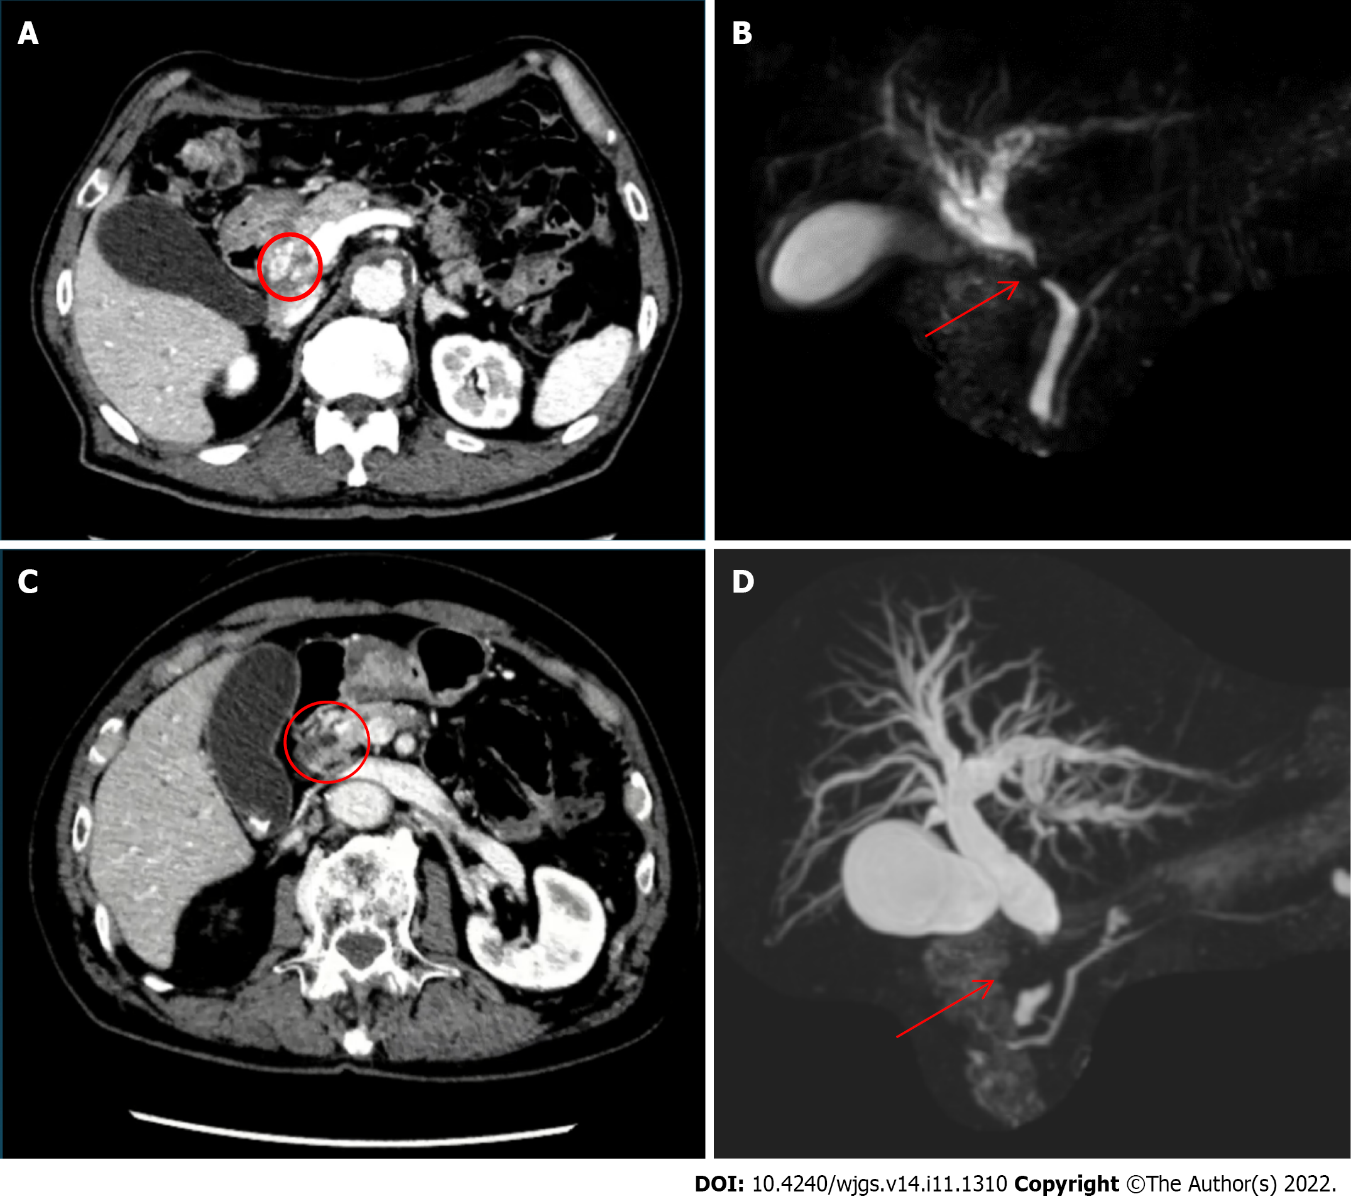 A
B
C
D
DOI: 10.4240/wjgs.v14.i11.1310 Copyright ©The Author(s) 2022.